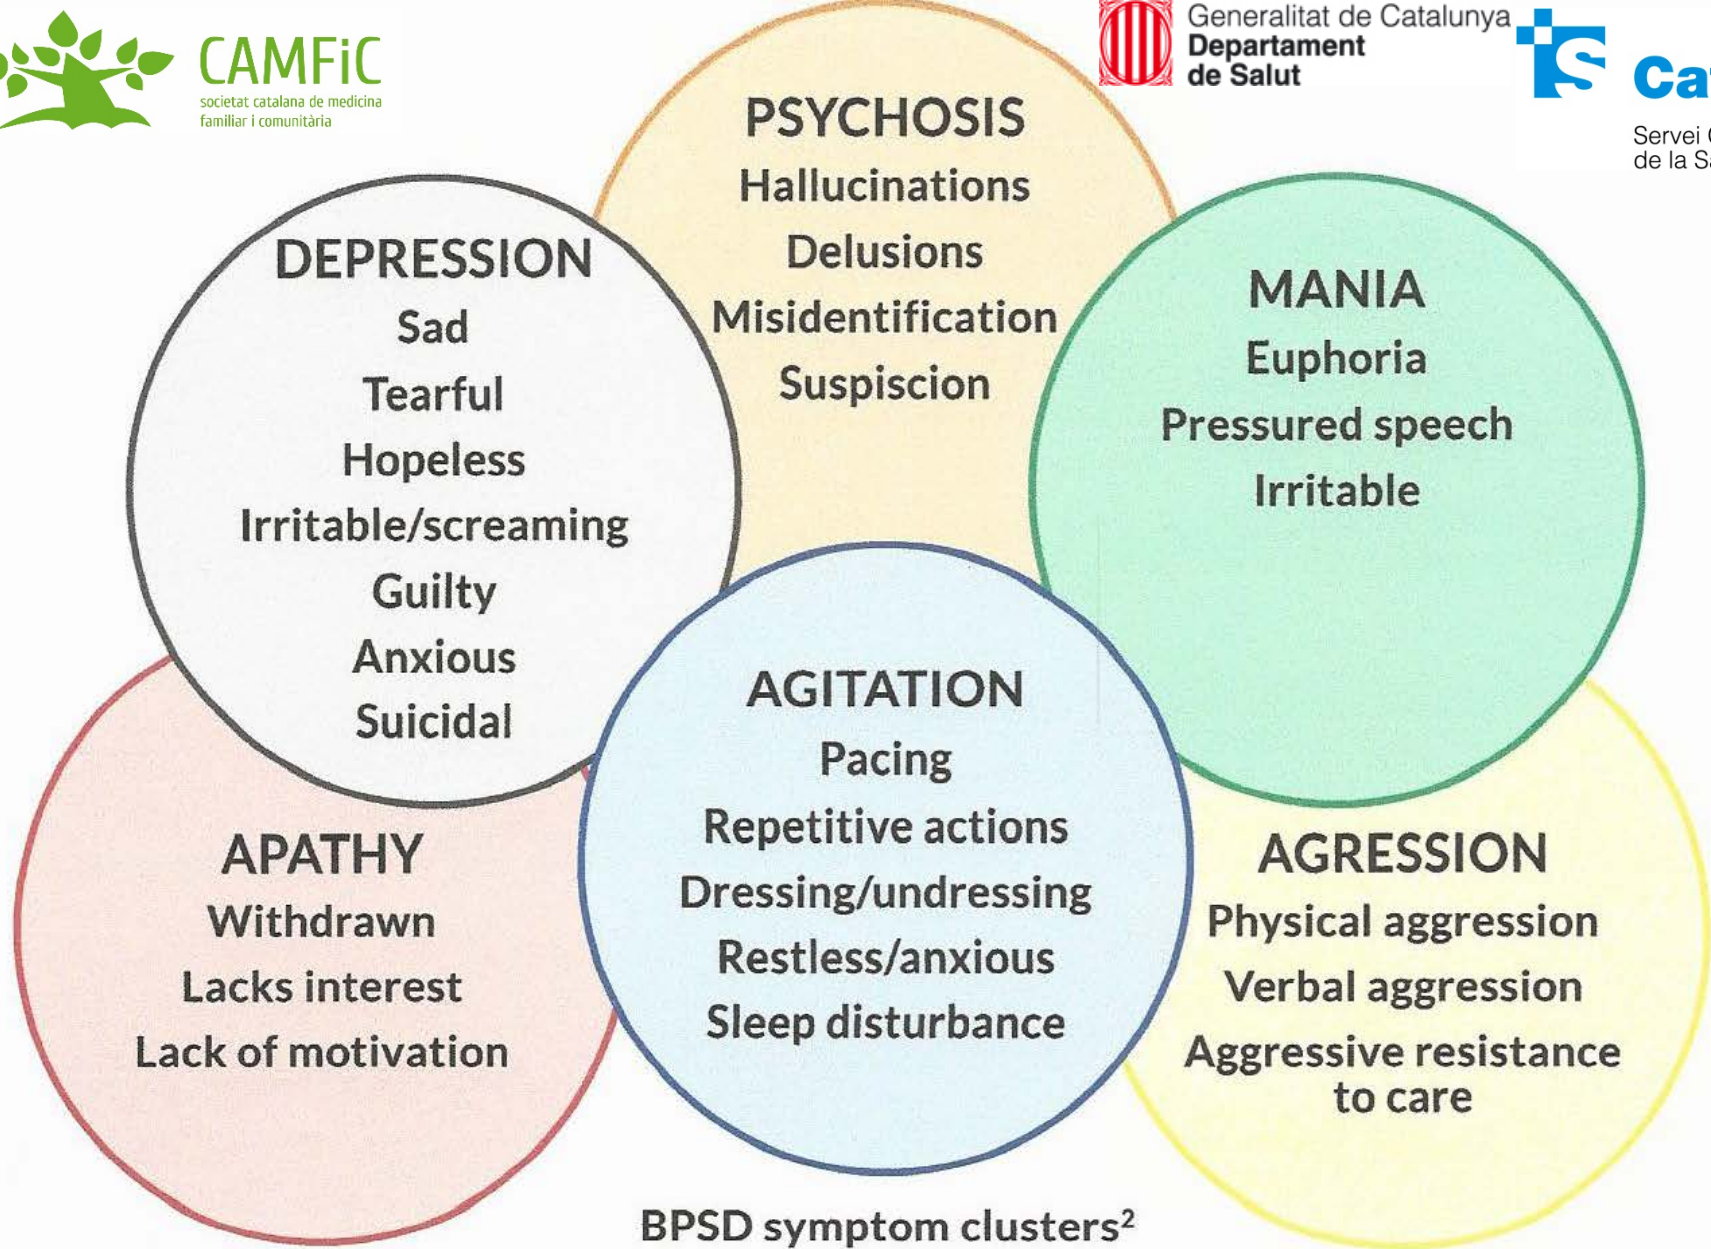 CAMFiC
societat catalana de medicina
familiar i comunitària
Generalitat de Catalunya
Departament
de Salut
Servei
de la
PSYCHOSIS
Hallucinations
Delusions
Misidentification
Suspiscion
DEPRESSION
Sad
Tearful
Hopeless
Irritable/screaming
Guilty
Anxious
Suicidal
MANIA
Euphoria
Pressured speech
Irritable
AGITATION
Pacing
Repetitive actions
Dressing/undressing
Restless/anxious
Sleep disturbance
APATHY
Withdrawn
Lacks interest
Lack of motivation
AGRESSION
Physical aggression
Verbal aggression
Aggressive resistance
to care
BPSD symptom clusters²